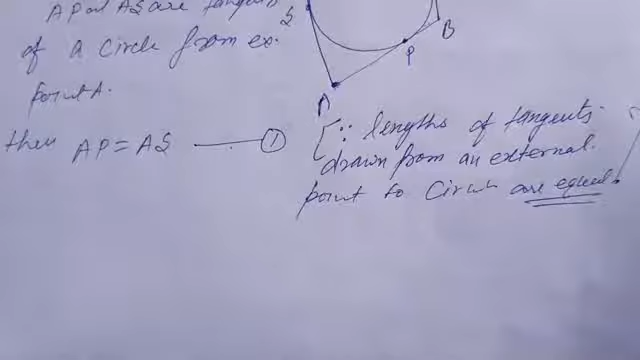 AP and AS are tangen
of a circle from ex.
point A.
S
B
P
A
then AP = AS ——— ①
[∵ lengths of tangents
drawn from an external
point to Circle are equal